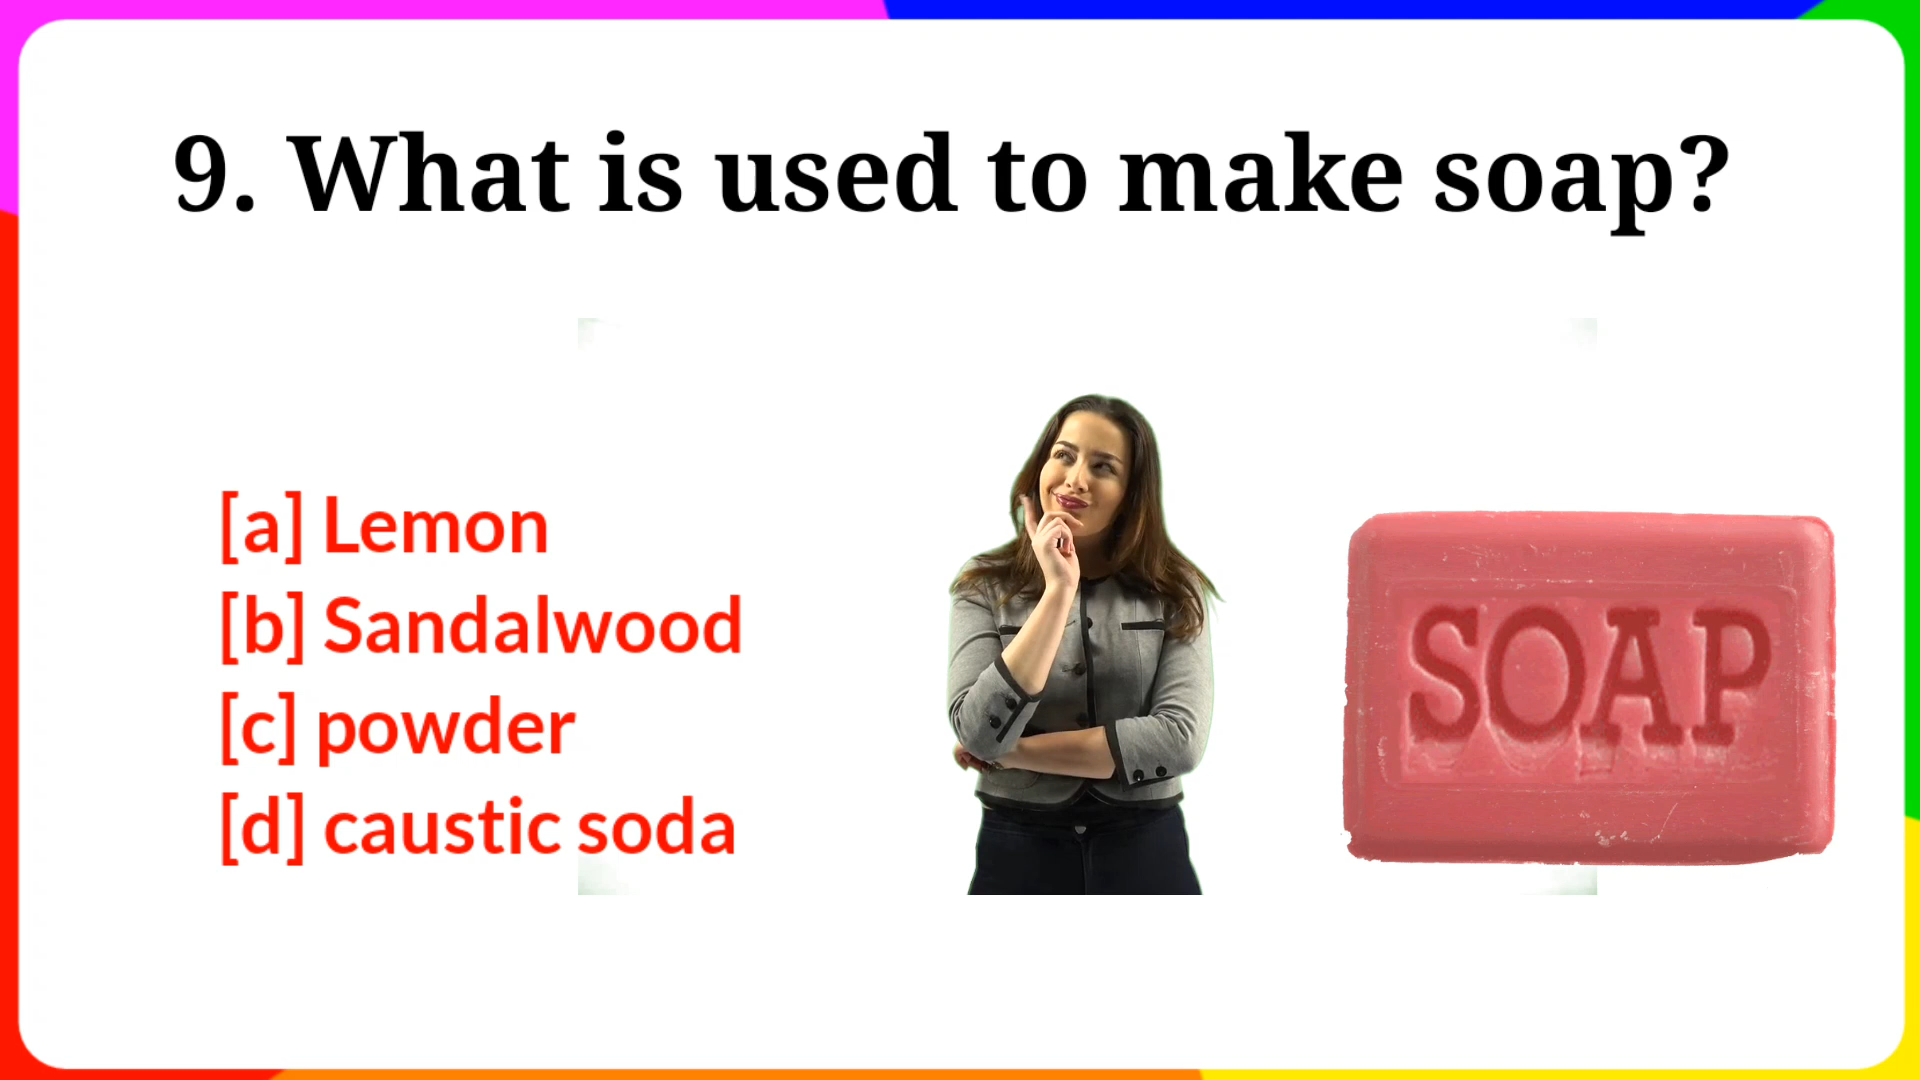 9. What is used to make soap?
[a] Lemon
[b] Sandalwood
[c] powder
[d] caustic soda
SOAP